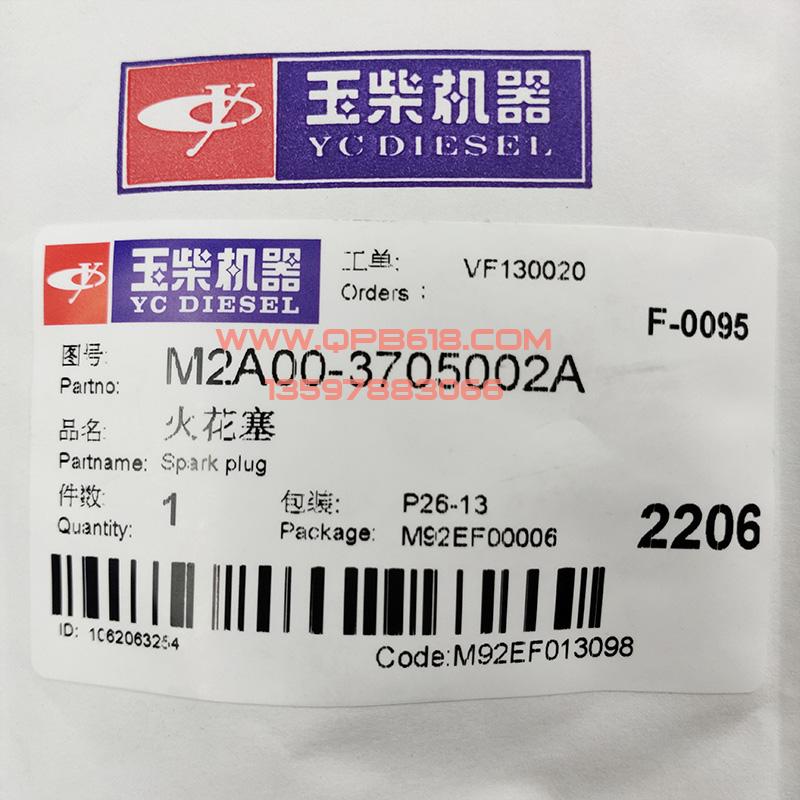 玉柴机器
YC DIESEL
玉柴机器
YC DIESEL
工单: VF130020
Orders :
F-0095
WWW.QPB618.COM
图号: M2A00-3705002A
Partno:
13597883066
品名: 火花塞
Partname: Spark plug
件数: 1 包装: P26-13
Quantity: Package: M92EF00006
2206
ID: 1062063254
Code:M92EF013098